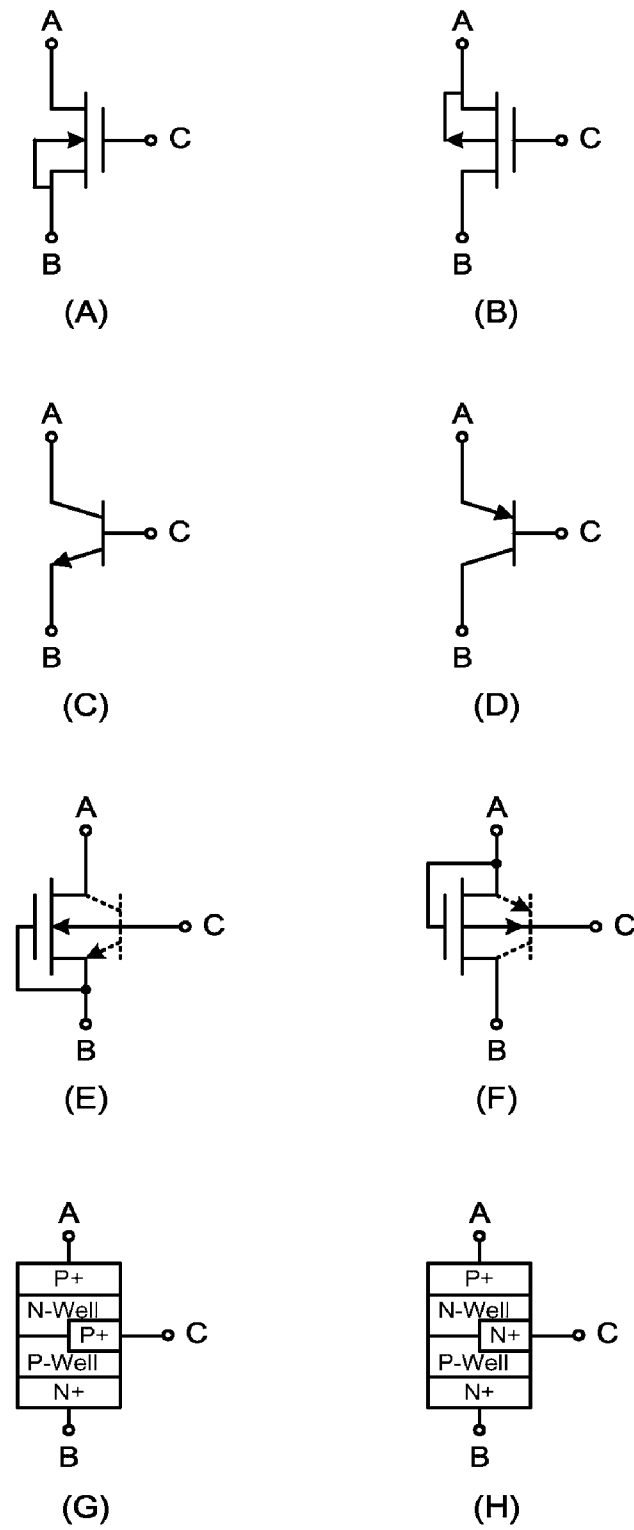 A A
C C
B B
(A) (B)
A A
C C
B B
(C) (D)
A A
C C
B B
(E) (F)
A A
P+ P+
N-Well N-Well
P+ C N+ C
P-Well P-Well
N+ N+
B B
(G) (H)